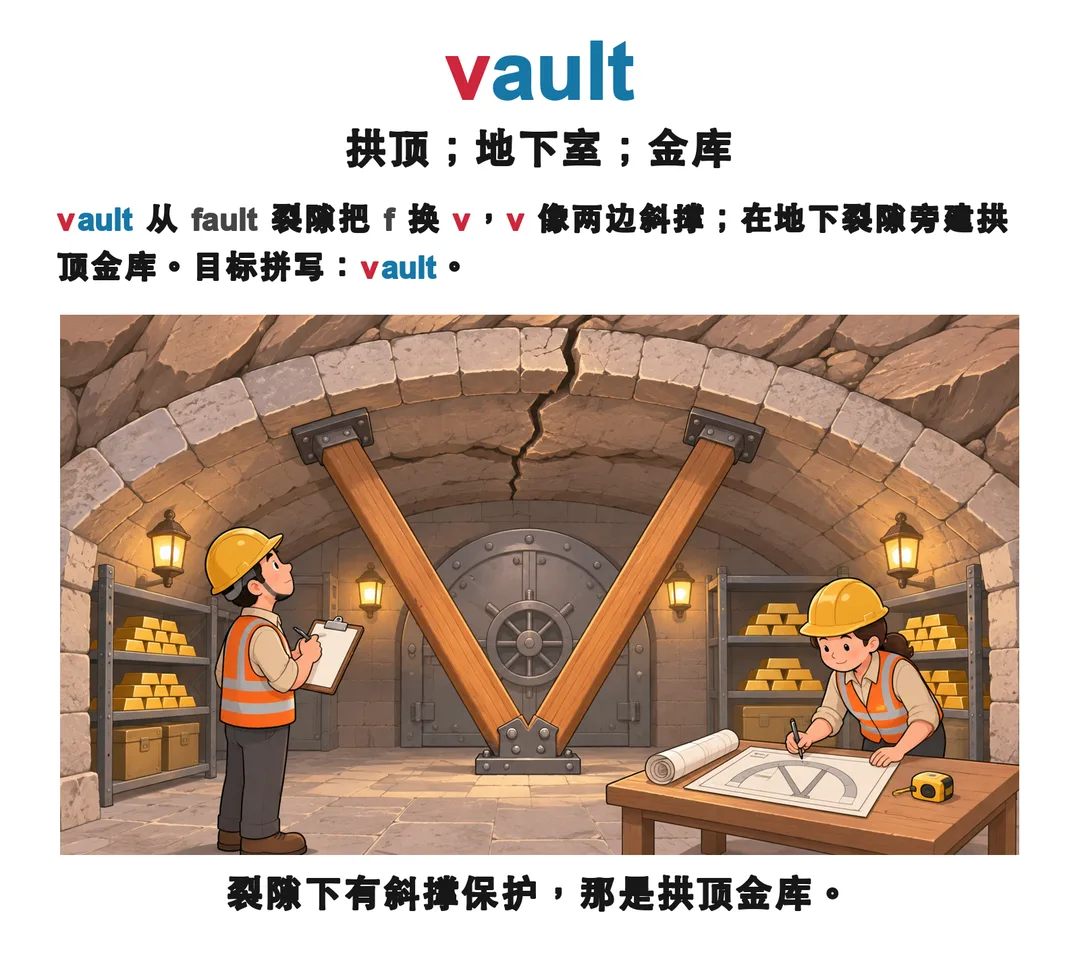 vault
拱顶；地下室；金库
vault 从 fault 裂隙把 f 换 v，v 像两边斜撑；在地下裂隙旁建拱
顶金库。目标拼写：vault。
裂隙下有斜撑保护，那是拱顶金库。